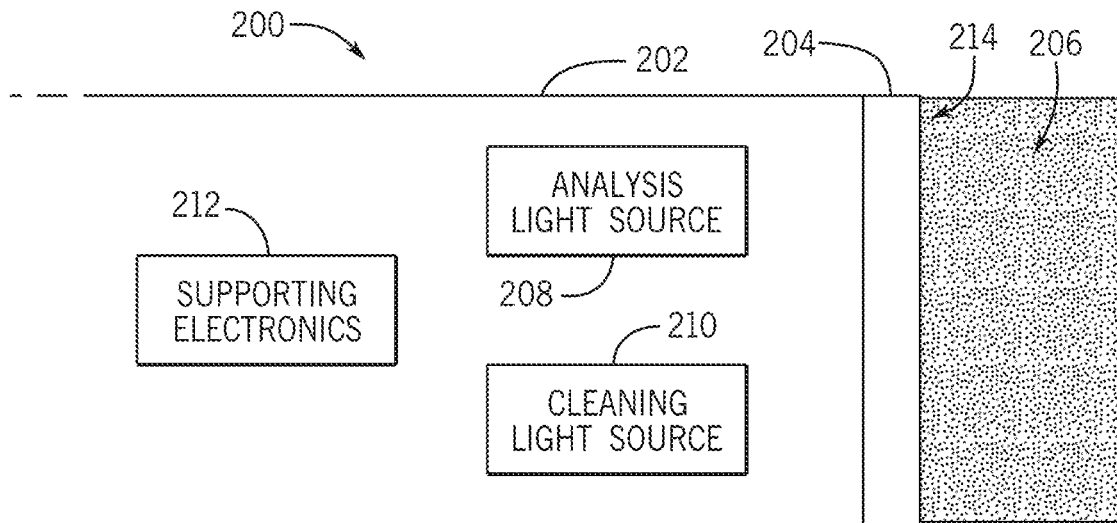 200
202
204
214
206
ANALYSIS
LIGHT SOURCE
212
208
SUPPORTING
ELECTRONICS
210
CLEANING
LIGHT SOURCE